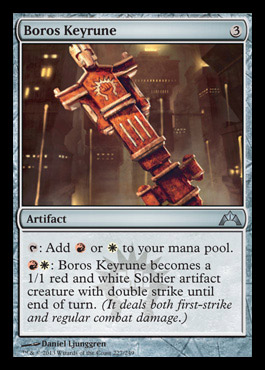 Boros Keyrune 3
Artifact
: Add or to your mana pool.
: Boros Keyrune becomes a
1/1 red and white Soldier artifact
creature with double strike until
end of turn. (It deals both first-strike
and regular combat damage.)
Daniel Ljunggren
™ & © 2013 Wizards of the Coast 227/249